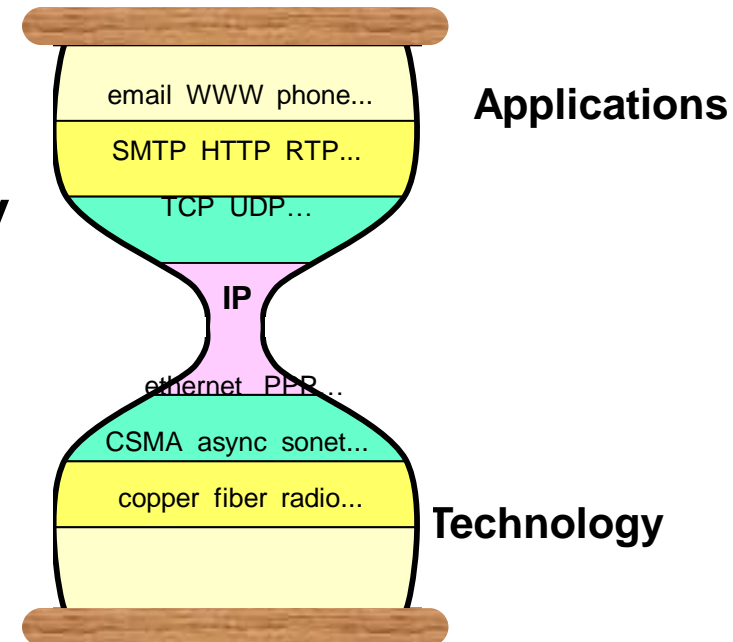 email WWW phone...
Applications
SMTP HTTP RTP...
TCP UDP…
IP
ethernet PPP…
CSMA async sonet...
copper fiber radio...
Technology